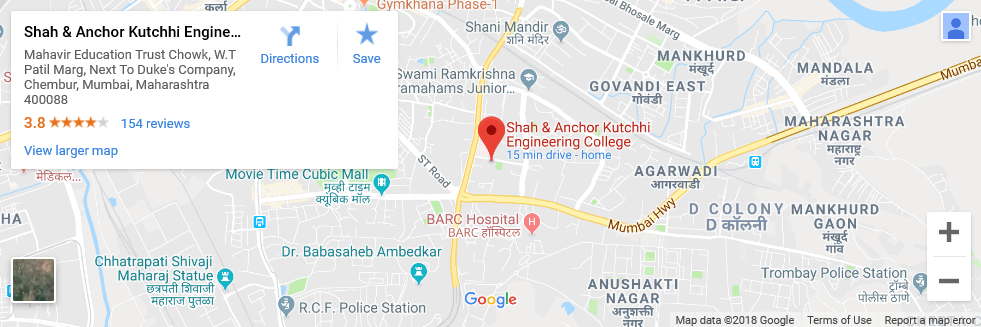 Shah & Anchor Kutchhi Engine...
Mahavir Education Trust Chowk, W.T
Patil Marg, Next To Duke's Company,
Chembur, Mumbai, Maharashtra
400088
3.8
154 reviews
View larger map
Directions
Save
कर्ला
Gymkhana Phase-1
Shani Mandir
शनि मंदिर
Bhosale Marg
MANKHURD
मंखुर्द
MANDALA
मंडला
Mumba
Swami Ramkrishna
Paramahams Junior...
GOVANDI EAST
गोवंडी
MAHARASHTRA
NAGAR
महाराष्ट्र
नगर
Shah & Anchor Kutchhi
Engineering College
15 min drive - home
AGARWADI
आगरवाडी
ST Road
मेडिकल...
Movie Time Cubic Mall
मूव्ही टाइम
क्यूबिक मॉल
Mumbai Hwy
D COLONY
D कॉलनी
MANKHURD
GAON
मंखुर्द
गाव
HA
BARC Hospital
BARC हॉस्पिटल
Dr. Babasaheb Ambedkar
Chhatrapati Shivaji
Maharaj Statue
छत्रपती शिवाजी
महाराज पुतळा
R.C.F. Police Station
Google
ANUSHAKTI
NAGAR
अनुशक्ती
नगर
Trombay Police Station
ट्रॉम्बे
पोलीस ठाणे
Map data ©2018 Google
Terms of Use
Report a map error